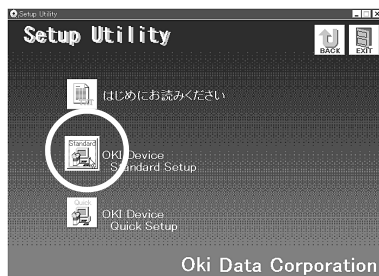 Setup Utility
Setup Utility
BACK EXIT
はじめにお読みください
Standard
OKI Device
Standard Setup
Quick
OKI Device
Quick Setup
Oki Data Corporation